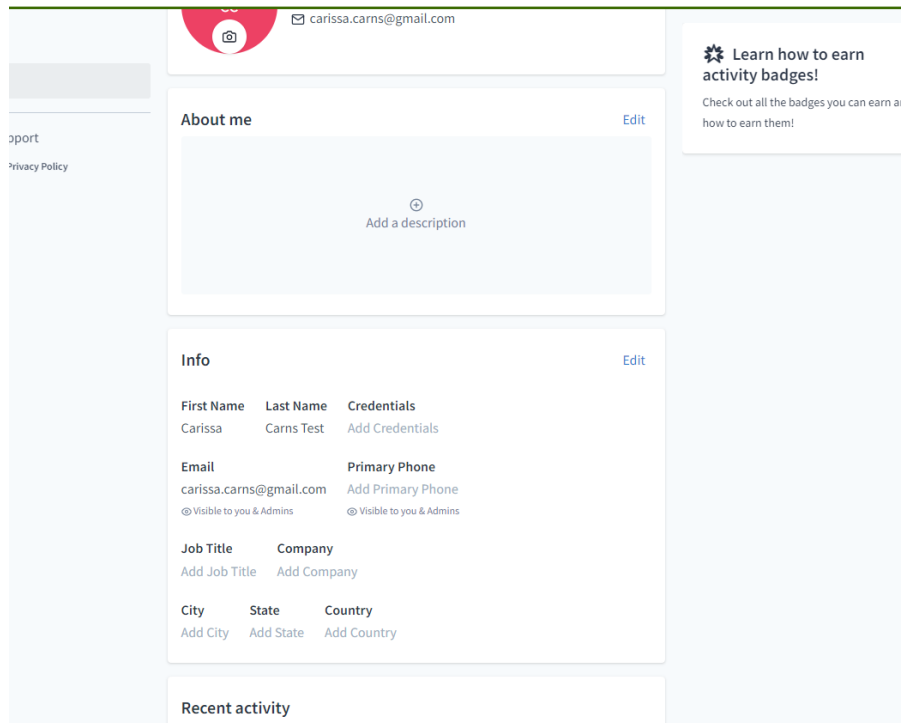 carissa.carns@gmail.com
Privacy Policy
About me
Edit
Add a description
Info
Edit
First Name Last Name Credentials
Carissa Carns Test Add Credentials
Email Primary Phone
carissa.carns@gmail.com Add Primary Phone
Visible to you & Admins Visible to you & Admins
Job Title Company
Add Job Title Add Company
City State Country
Add City Add State Add Country
Recent activity
Learn how to earn
activity badges!
Check out all the badges you can earn
how to earn them!